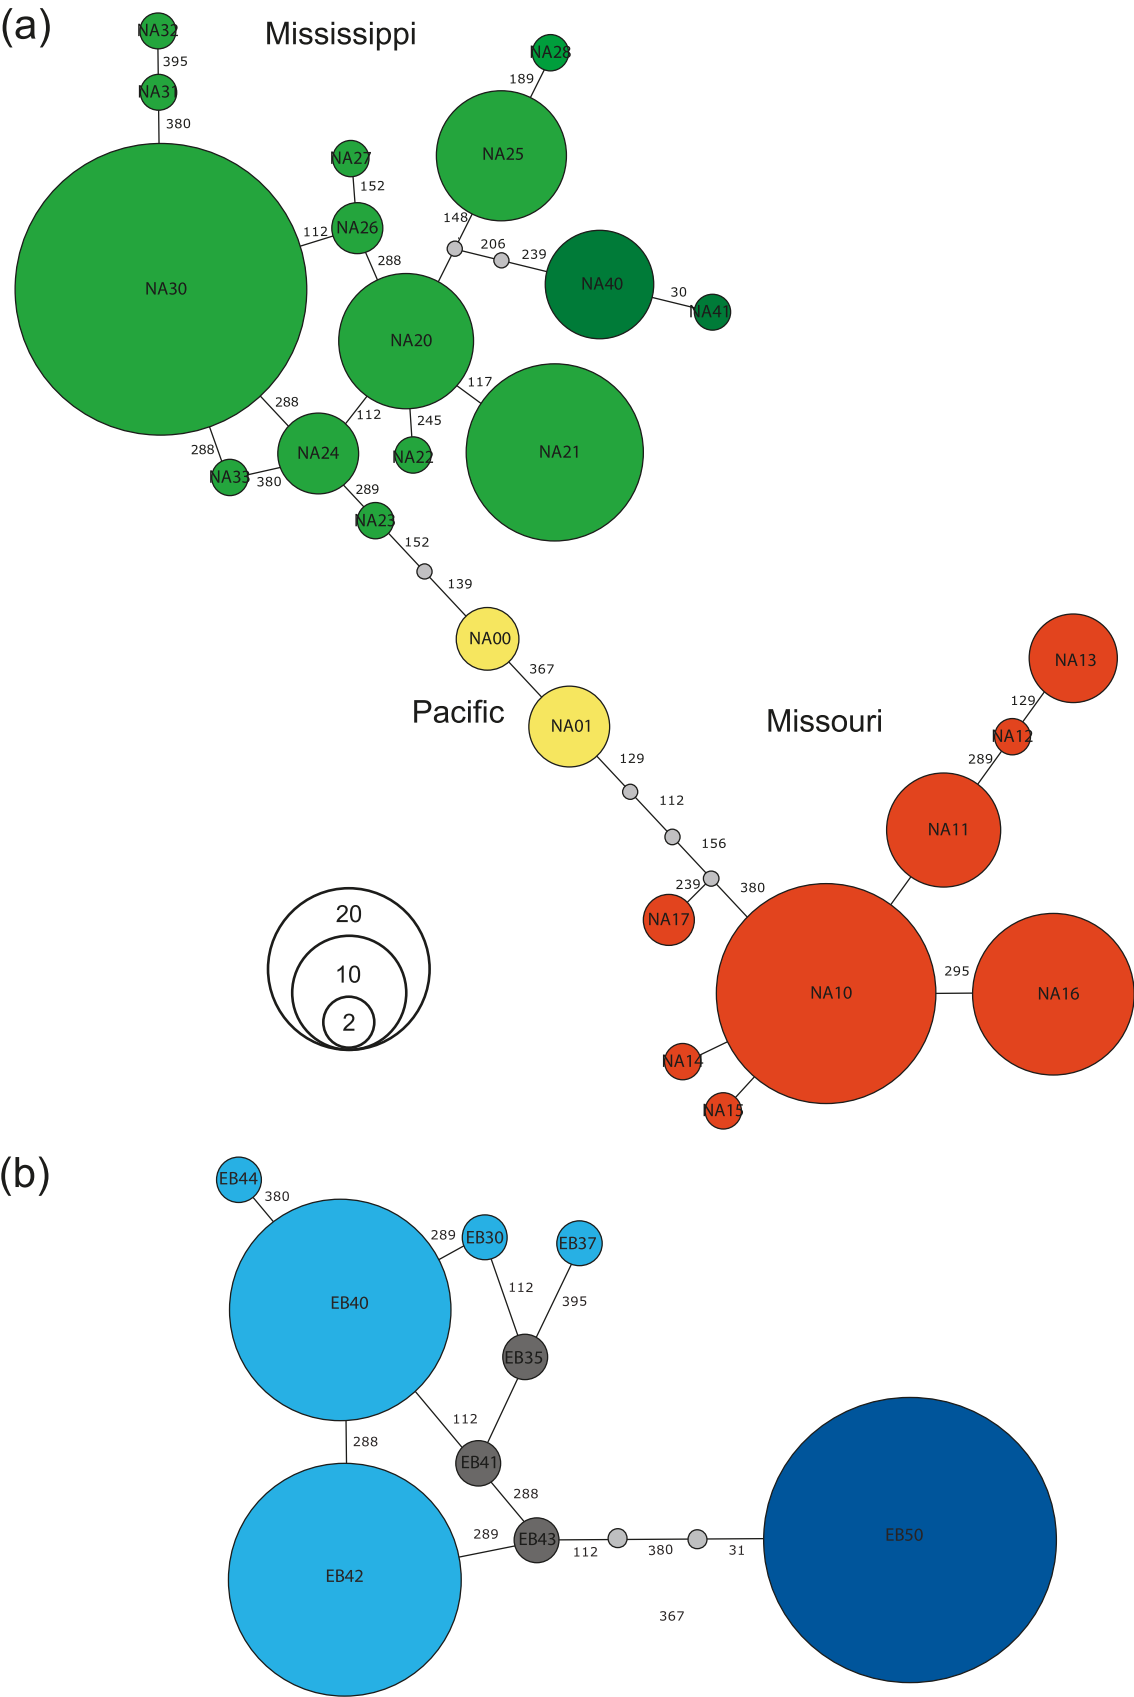 (a)
Mississippi
NA32
395
NA31
380
NA28
189
NA25
NA27
152
NA26
112
288
148
206
239
NA40
30
NA41
NA30
NA20
117
NA21
288
112
245
NA24
NA22
288
NA33
380
289
NA23
152
139
NA00
367
Pacific
NA01
Missouri
NA13
129
NA12
289
NA11
129
112
156
239
380
NA17
NA10
295
NA16
NA14
NA15
20
10
2
(b)
EB44
380
289
EB30
EB37
EB40
112
395
EB35
112
EB41
288
288
289
EB43
112
380
31
EB50
EB42
367